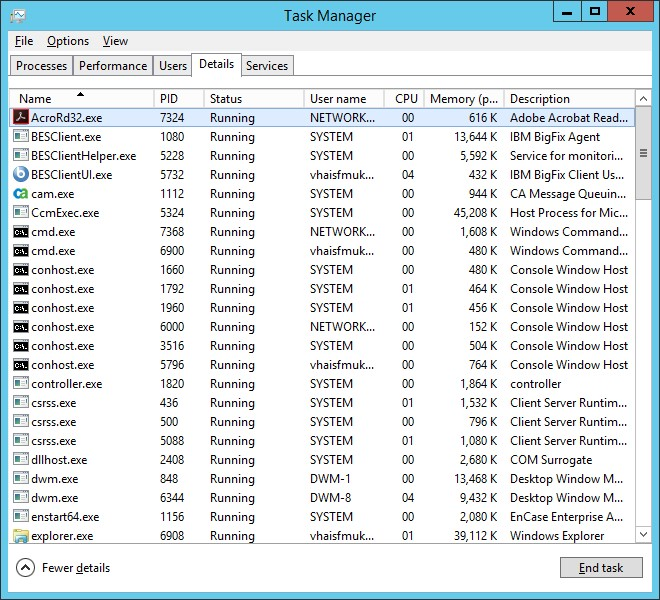 Task Manager
File Options View
Processes Performance Users Details Services
Name PID Status User name CPU Memory (p... Description
AcroRd32.exe 7324 Running NETWORK... 00 616 K Adobe Acrobat Read...
BESClient.exe 1080 Running SYSTEM 01 13,644 K IBM BigFix Agent
BESClientHelper.exe 5228 Running SYSTEM 00 5,592 K Service for monitori...
BESClientUI.exe 5732 Running vhaisfmuk... 04 432 K IBM BigFix Client Us...
cam.exe 1112 Running SYSTEM 00 944 K CA Message Queuin...
CcmExec.exe 5324 Running SYSTEM 00 45,208 K Host Process for Mic...
cmd.exe 7368 Running NETWORK... 00 1,608 K Windows Command...
cmd.exe 6900 Running vhaisfmuk... 00 480 K Windows Command...
conhost.exe 1660 Running SYSTEM 00 480 K Console Window Host
conhost.exe 1792 Running SYSTEM 01 464 K Console Window Host
conhost.exe 1960 Running SYSTEM 01 456 K Console Window Host
conhost.exe 6000 Running NETWORK... 00 152 K Console Window Host
conhost.exe 3516 Running SYSTEM 00 504 K Console Window Host
conhost.exe 5796 Running vhaisfmuk... 00 764 K Console Window Host
controller.exe 1820 Running SYSTEM 00 1,864 K controller
csrss.exe 436 Running SYSTEM 01 1,532 K Client Server Runtim...
csrss.exe 500 Running SYSTEM 00 796 K Client Server Runtim...
csrss.exe 5088 Running SYSTEM 01 1,080 K Client Server Runtim...
dllhost.exe 2408 Running SYSTEM 00 2,680 K COM Surrogate
dwm.exe 848 Running DWM-1 00 13,468 K Desktop Window M...
dwm.exe 6344 Running DWM-8 04 9,432 K Desktop Window M...
enstart64.exe 1156 Running SYSTEM 00 2,080 K EnCase Enterprise A...
explorer.exe 6908 Running vhaisfmuk... 01 39,112 K Windows Explorer
Fewer details End task